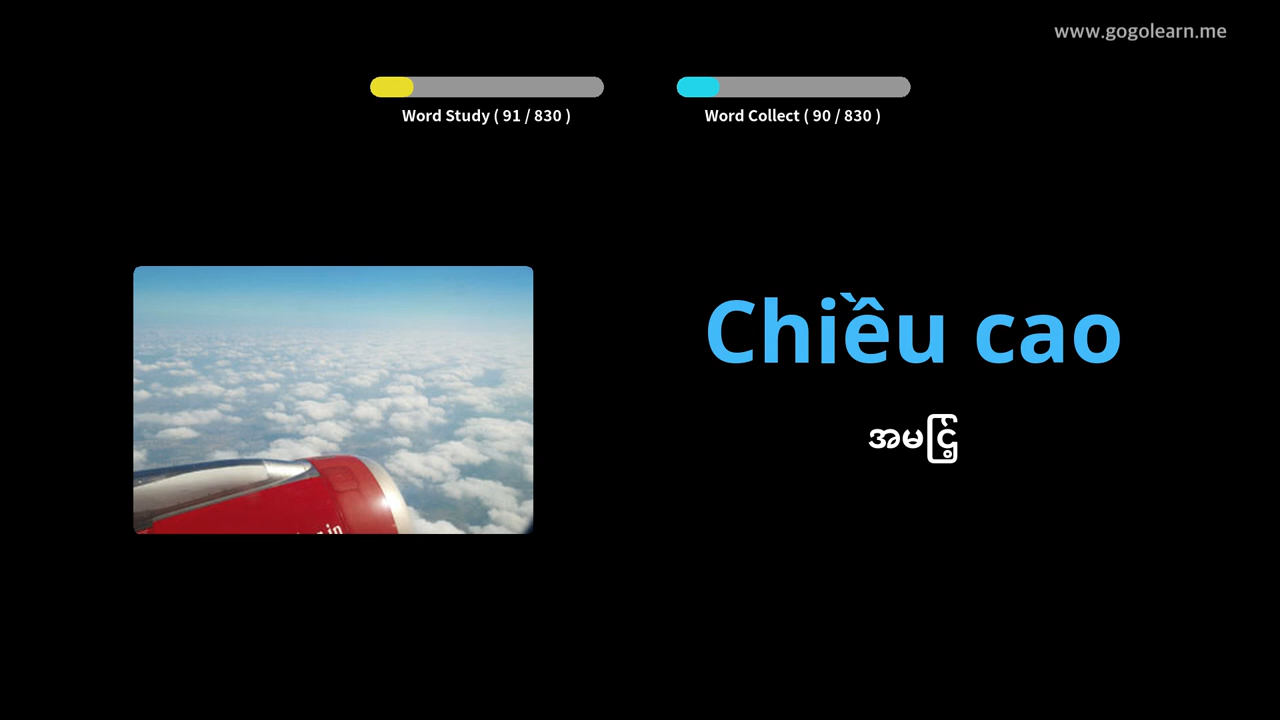 www.gogolearn.me
Word Study ( 91 / 830 )
Word Collect ( 90 / 830 )
Chiều cao
အမြင့်